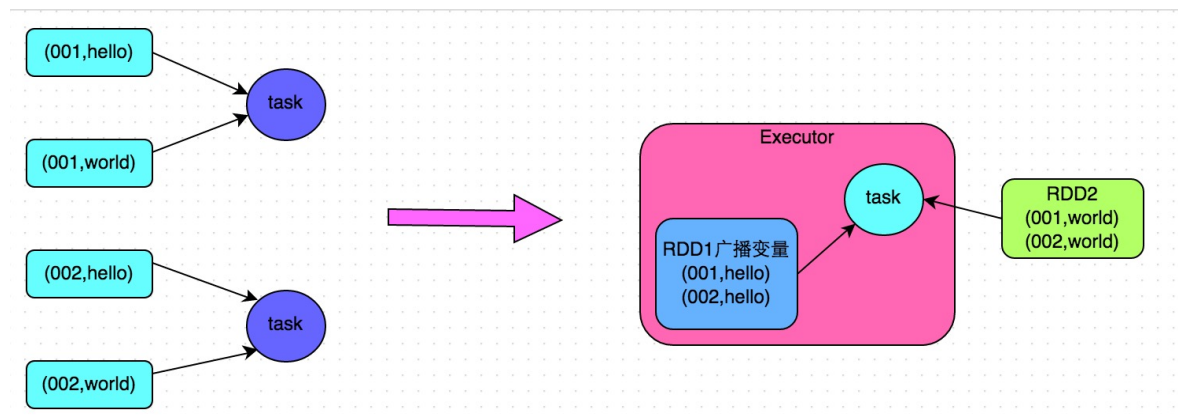 (001,hello)
task
(001,world)
(002,hello)
task
(002,world)
Executor
task
RDD1广播变量
(001,hello)
(002,hello)
RDD2
(001,world)
(002,world)